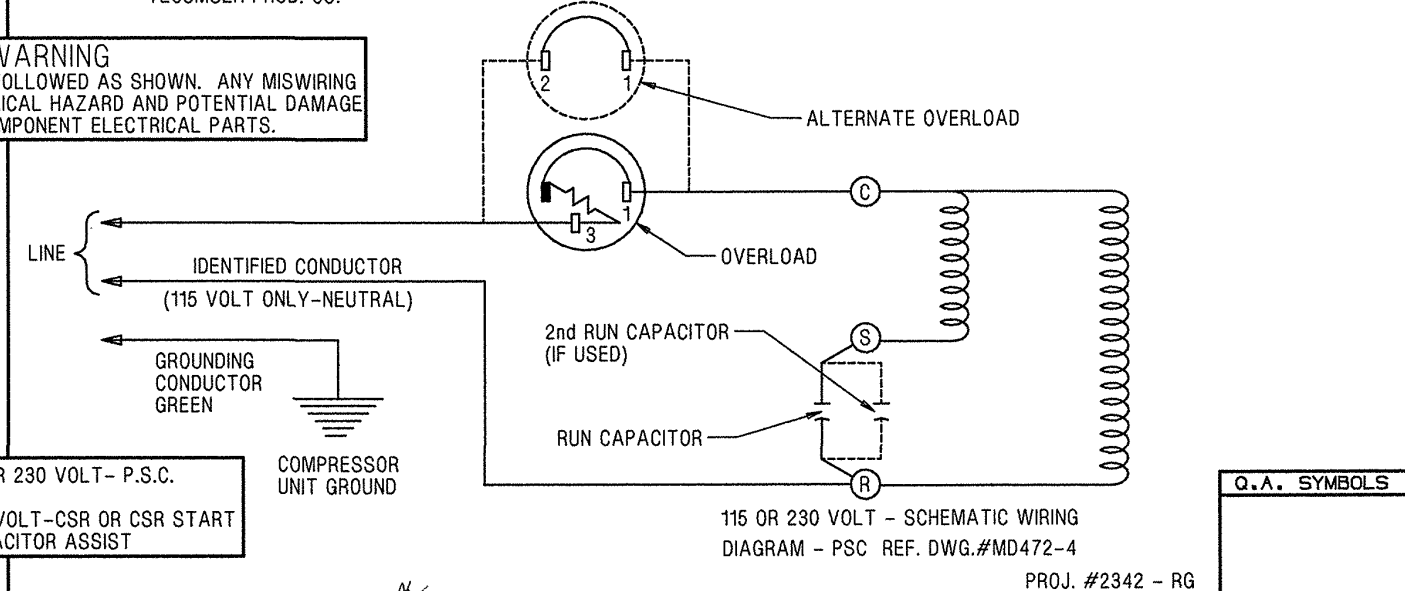 WARNING
FOLLOWED AS SHOWN. ANY MISWIRING
ICAL HAZARD AND POTENTIAL DAMAGE
MPONENT ELECTRICAL PARTS.
2 1
ALTERNATE OVERLOAD
C
1
3
OVERLOAD
LINE
IDENTIFIED CONDUCTOR
(115 VOLT ONLY-NEUTRAL)
2nd RUN CAPACITOR
(IF USED)
S
GROUNDING
CONDUCTOR
GREEN
RUN CAPACITOR
COMPRESSOR
UNIT GROUND
R
R 230 VOLT- P.S.C.
VOLT-CSR OR CSR START
ACITOR ASSIST
115 OR 230 VOLT - SCHEMATIC WIRING
DIAGRAM - PSC REF. DWG.#MD472-4
PROJ. #2342 - RG
Q.A. SYMBOLS